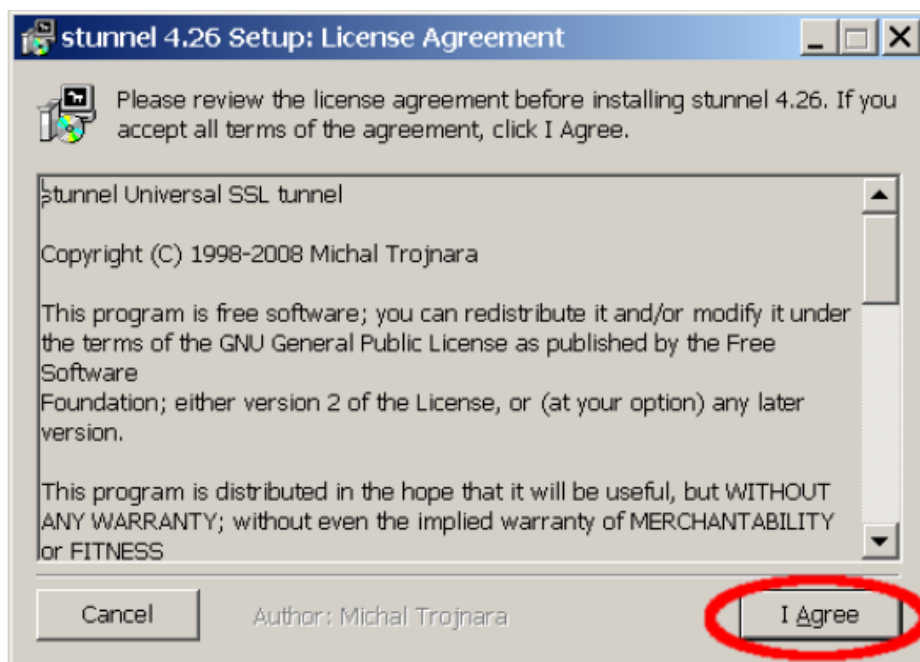 stunnel 4.26 Setup: License Agreement
Please review the license agreement before installing stunnel 4.26. If you
accept all terms of the agreement, click I Agree.
stunnel Universal SSL tunnel
Copyright (C) 1998-2008 Michal Trojnara
This program is free software; you can redistribute it and/or modify it under
the terms of the GNU General Public License as published by the Free
Software
Foundation; either version 2 of the License, or (at your option) any later
version.
This program is distributed in the hope that it will be useful, but WITHOUT
ANY WARRANTY; without even the implied warranty of MERCHANTABILITY
or FITNESS
Cancel
Author: Michal Trojnara
I Agree